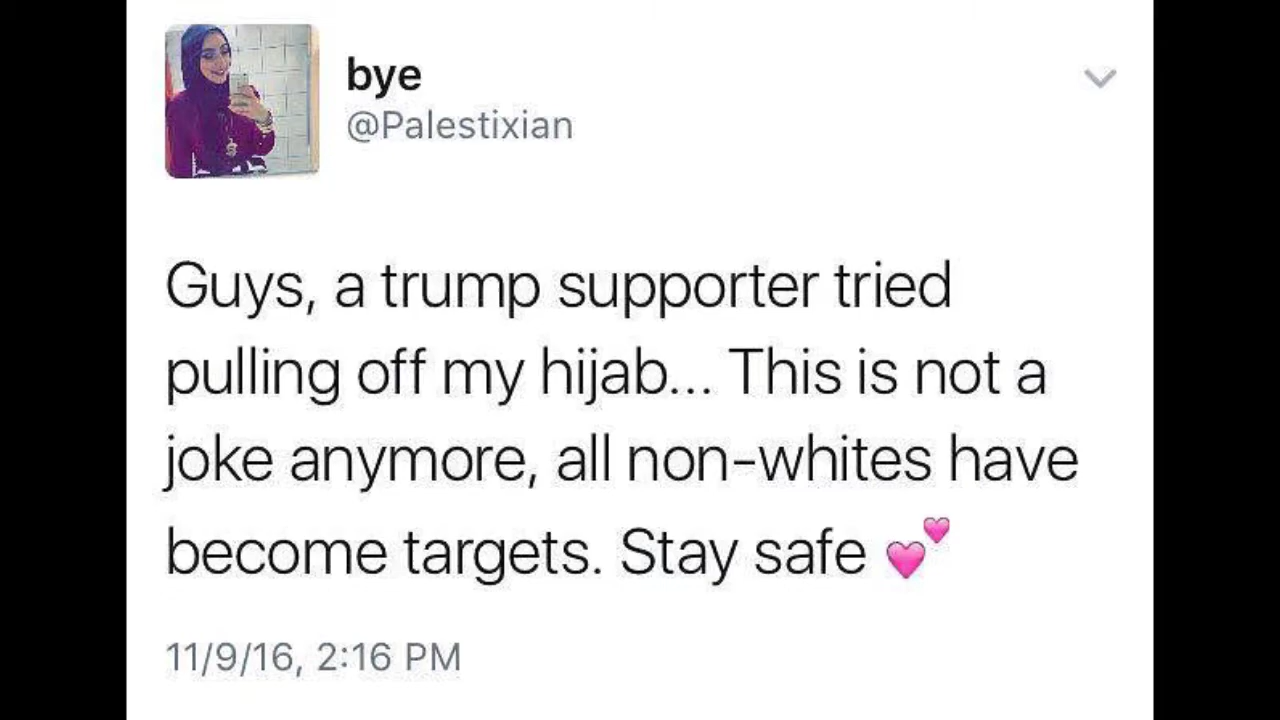 bye
@Palestixian
Guys, a trump supporter tried
pulling off my hijab... This is not a
joke anymore, all non-whites have
become targets. Stay safe 💕
11/9/16, 2:16 PM